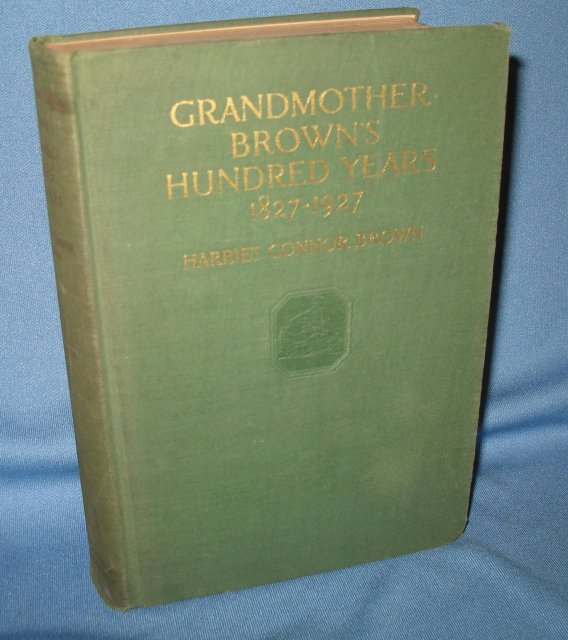 GRANDMOTHER
BROWN'S
HUNDRED YEARS
1827-1927
HARRIET CONNOR BROWN